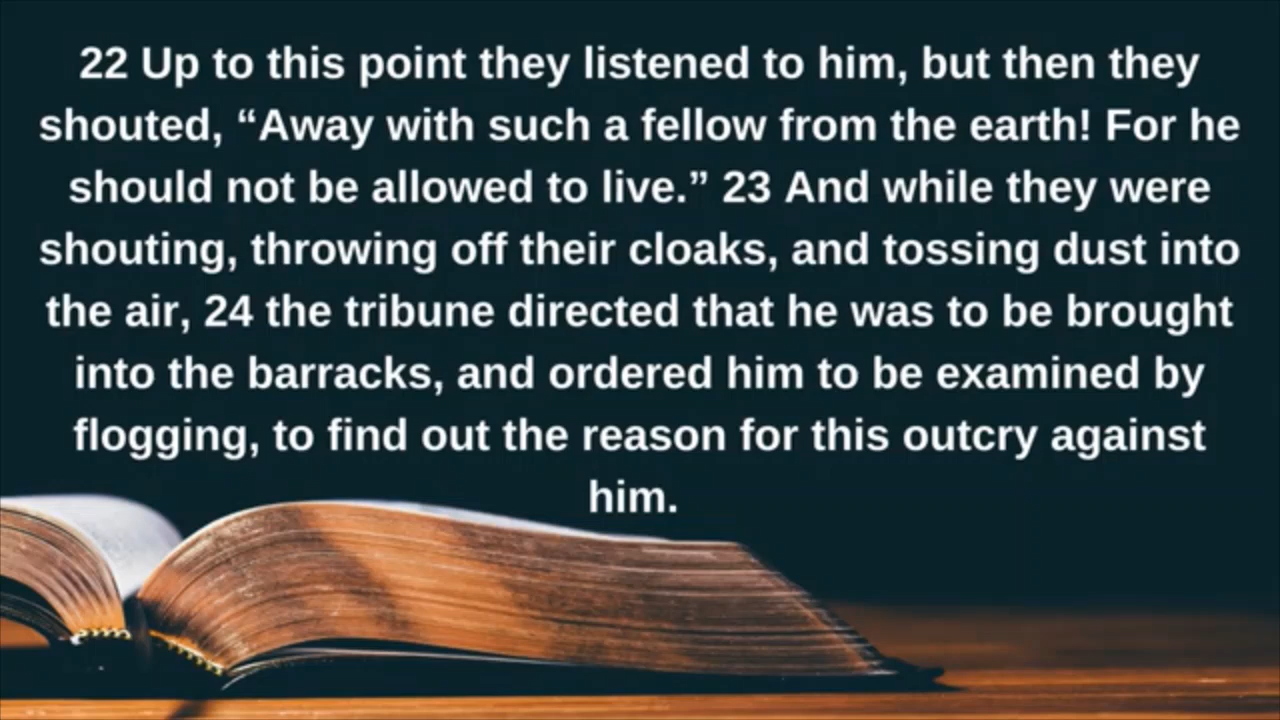 22 Up to this point they listened to him, but then they
shouted, “Away with such a fellow from the earth! For he
should not be allowed to live.” 23 And while they were
shouting, throwing off their cloaks, and tossing dust into
the air, 24 the tribune directed that he was to be brought
into the barracks, and ordered him to be examined by
flogging, to find out the reason for this outcry against
him.